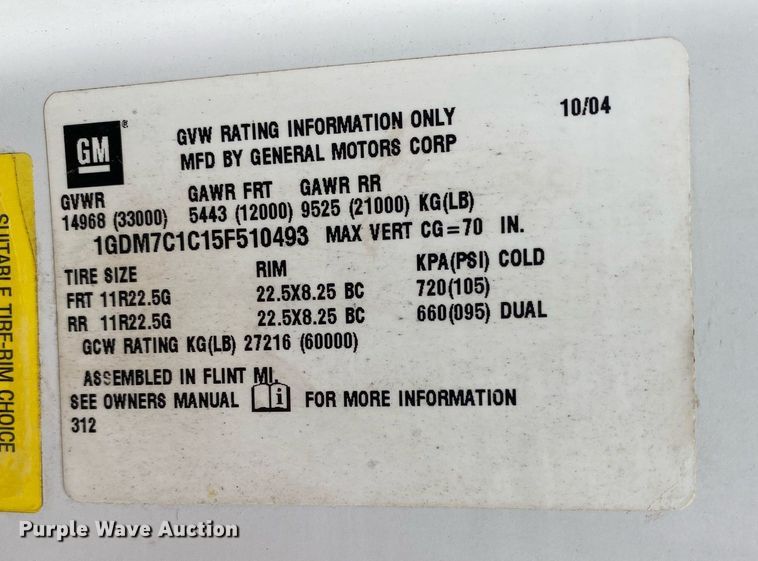 GM ®
GVW RATING INFORMATION ONLY 10/04
MFD BY GENERAL MOTORS CORP
GVWR GAWR FRT GAWR RR
14968 (33000) 5443 (12000) 9525 (21000) KG(LB)
1GDM7C1C15F510493 MAX VERT CG=70 IN.
TIRE SIZE RIM KPA(PSI) COLD
FRT 11R22.5G 22.5X8.25 BC 720(105)
RR 11R22.5G 22.5X8.25 BC 660(095) DUAL
GCW RATING KG(LB) 27216 (60000)
ASSEMBLED IN FLINT MI.
SEE OWNERS MANUAL i FOR MORE INFORMATION
312
SUITABLE TIRE-RIM CHOICE
Purple Wave Auction